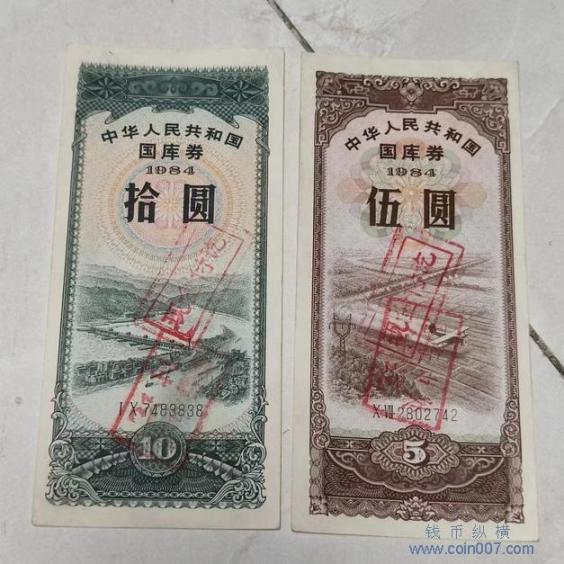 中华人民共和国
国库券
1984
拾圆
IX7483838
10
中华人民共和国
国库券
1984
伍圆
XVII2802742
5
钱币纵横
www.coin007.com